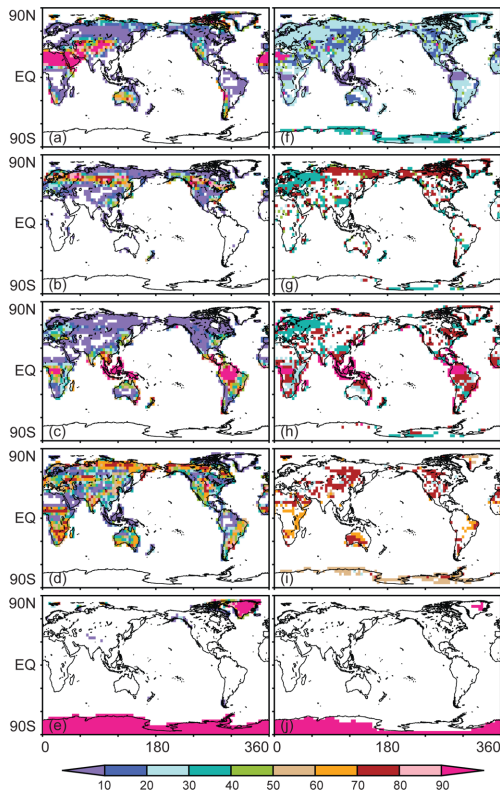 90N
EQ
90S
(a)
(f)
90N
EQ
90S
(b)
(g)
90N
EQ
90S
(c)
(h)
90N
EQ
90S
(d)
(i)
90N
EQ
90S
(e)
(j)
0 180 360 0 180 360
10 20 30 40 50 60 70 80 90